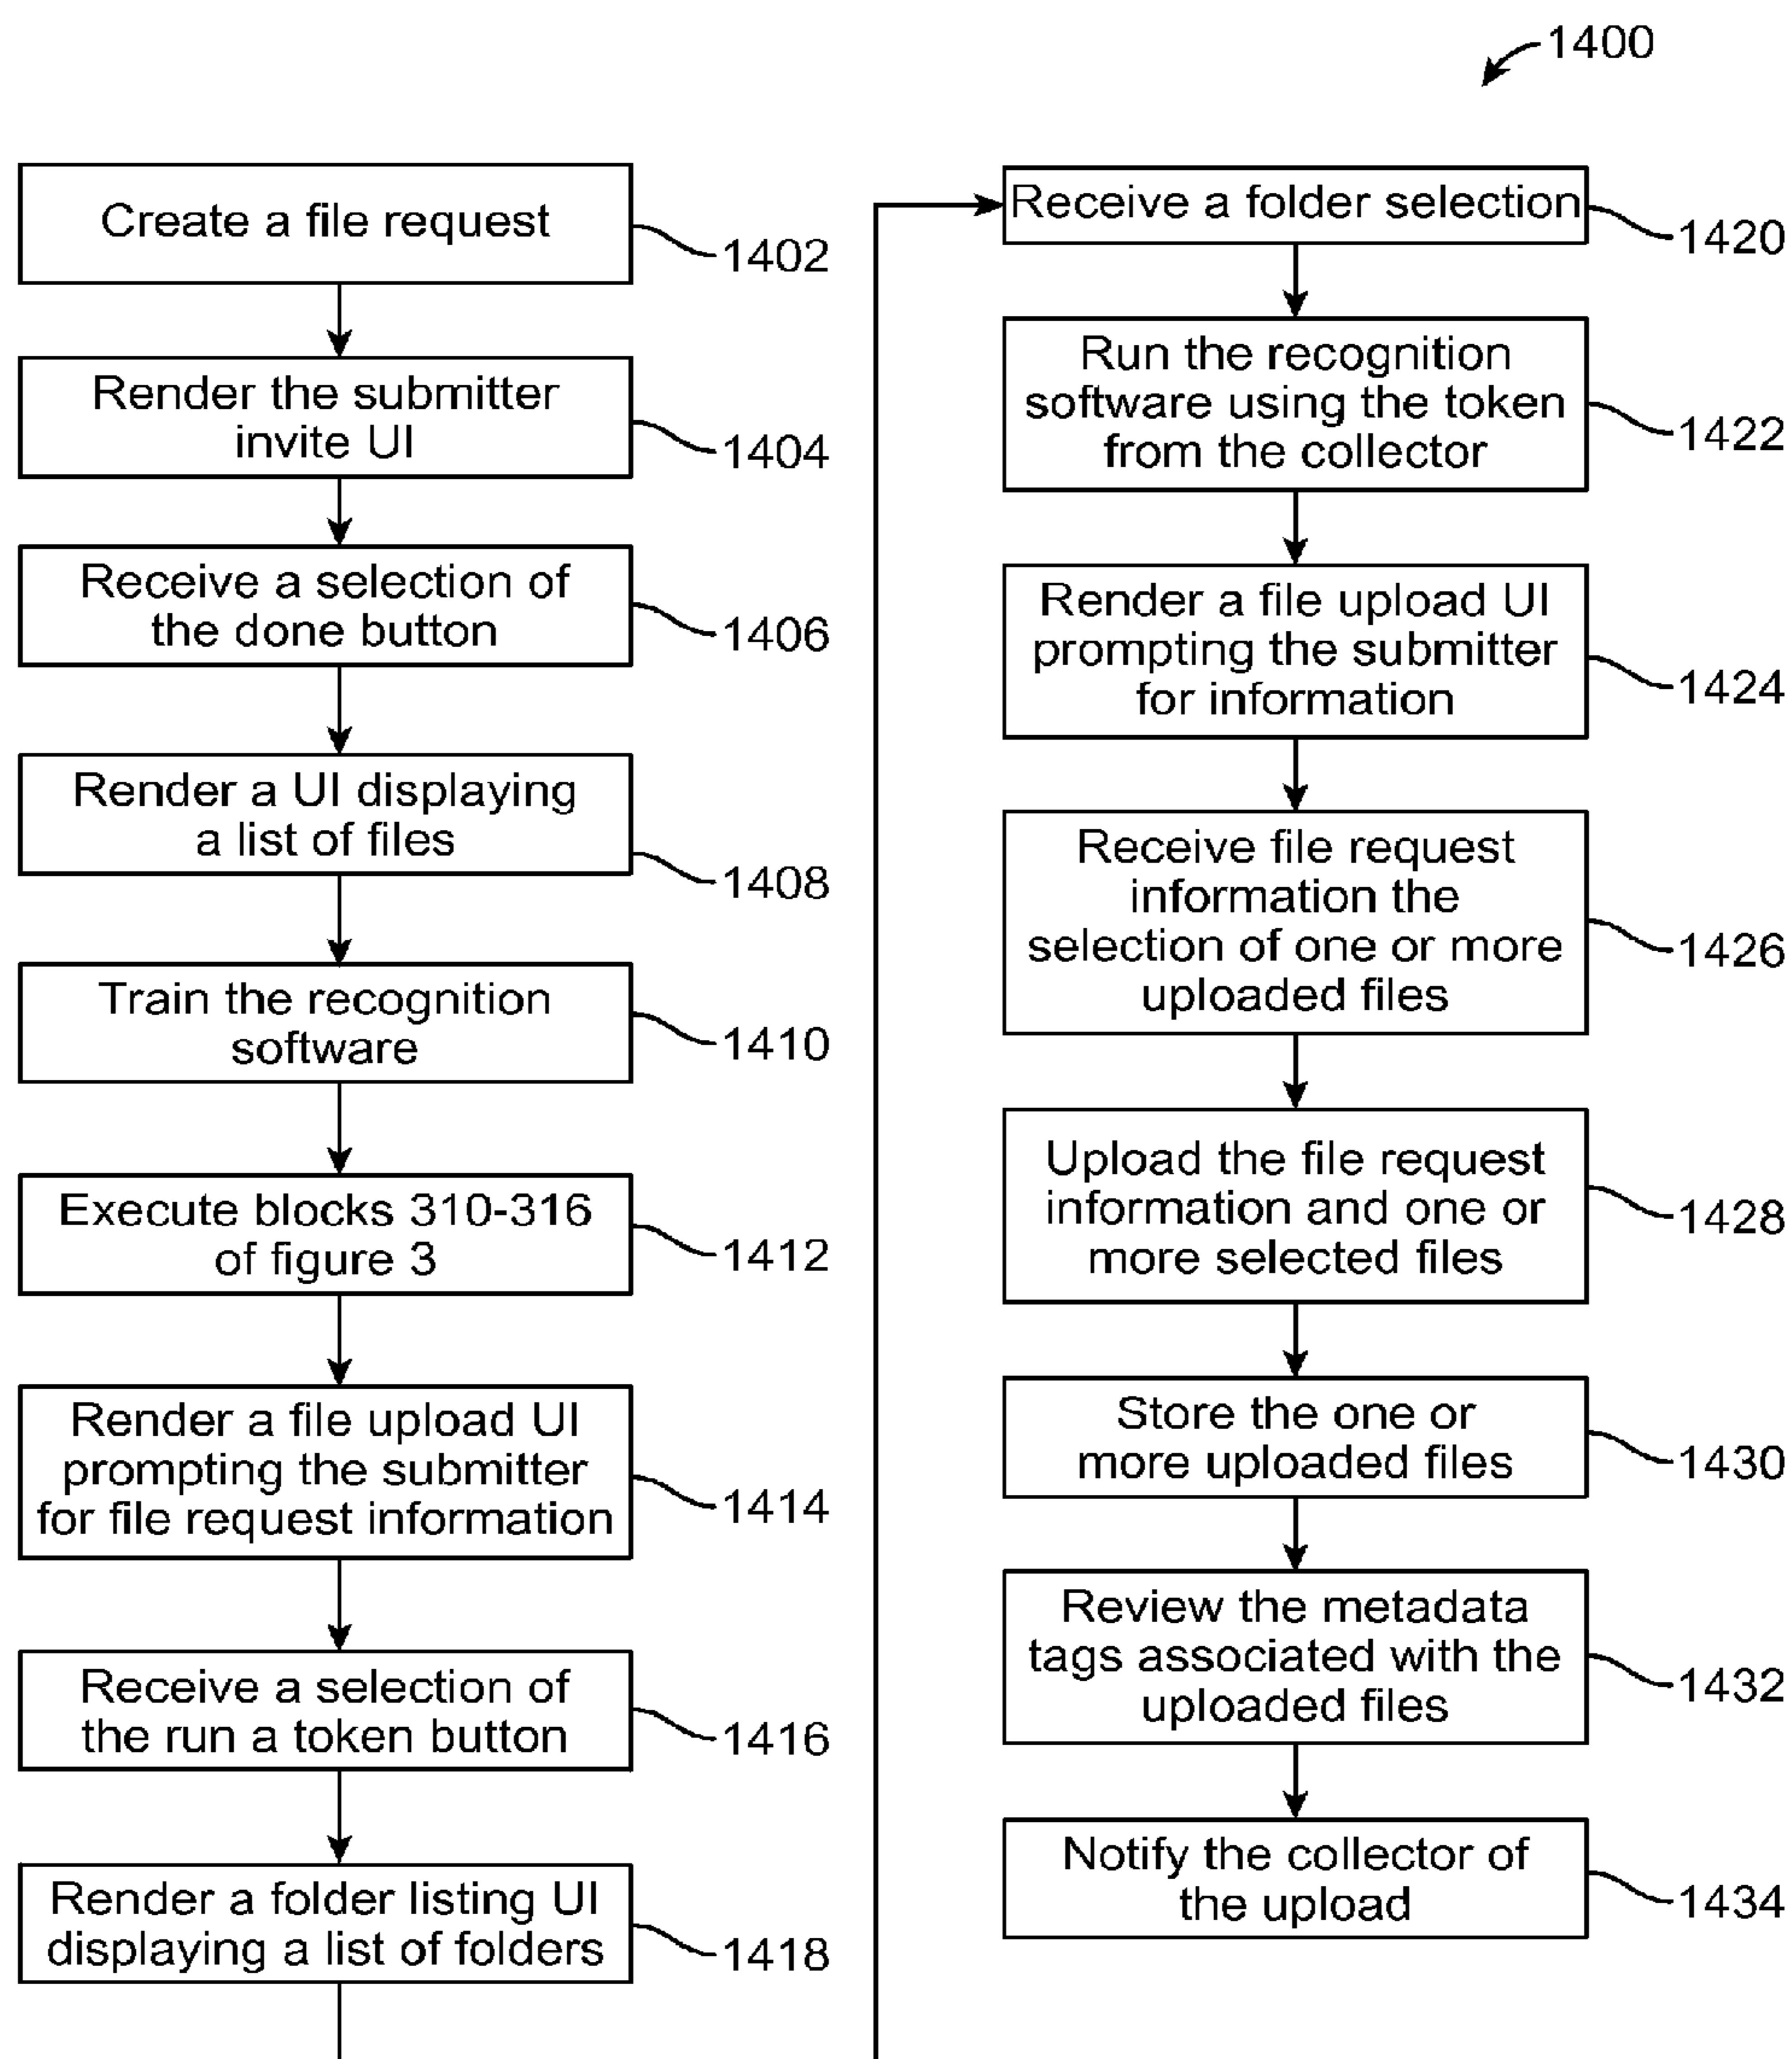 1400
Create a file request
1402
Render the submitter
invite UI
1404
Receive a selection of
the done button
1406
Render a UI displaying
a list of files
1408
Train the recognition
software
1410
Execute blocks 310-316
of figure 3
1412
Render a file upload UI
prompting the submitter
for file request information
1414
Receive a selection of
the run a token button
1416
Render a folder listing UI
displaying a list of folders
1418
Receive a folder selection
1420
Run the recognition
software using the token
from the collector
1422
Render a file upload UI
prompting the submitter
for information
1424
Receive file request
information the
selection of one or more
uploaded files
1426
Upload the file request
information and one or
more selected files
1428
Store the one or
more uploaded files
1430
Review the metadata
tags associated with the
uploaded files
1432
Notify the collector of
the upload
1434